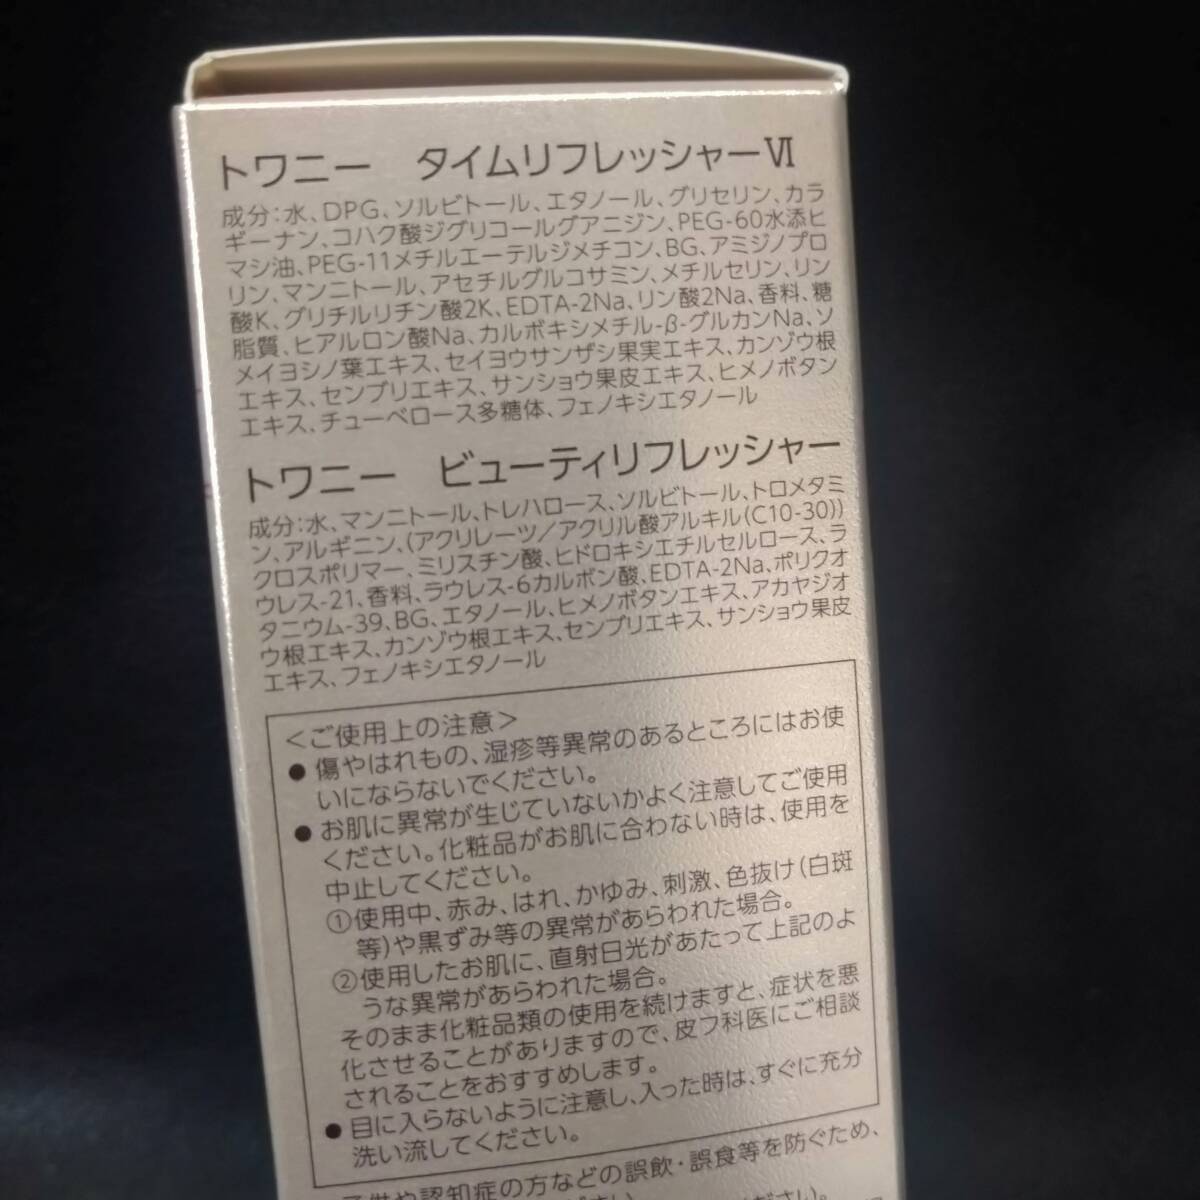 トワニー　タイムリフレッシャーⅥ
成分：水、DPG、ソルビトール、エタノール、グリセリン、カラ
ギーナン、コハク酸ジグリコールグアニジン、PEG-60水添ヒ
マシ油、PEG-11メチルエーテルジメチコン、BG、アミジノプロ
リン、マンニトール、アセチルグルコサミン、メチルセリン、リン
酸K、グリチルリチン酸2K、EDTA-2Na、リン酸2Na、香料、糖
脂質、ヒアルロン酸Na、カルボキシメチル-β-グルカンNa、ソ
メイヨシノ葉エキス、セイヨウサンザシ果実エキス、カンゾウ根
エキス、センブリエキス、サンショウ果皮エキス、ヒメノボタン
エキス、チューベロース多糖体、フェノキシエタノール
トワニー　ビューティリフレッシャー
成分：水、マンニトール、トレハロース、ソルビトール、トロメタミ
ン、アルギニン、(アクリレーツ／アクリル酸アルキル(C10-30))
クロスポリマー、ミリスチン酸、ヒドロキシエチルセルロース、ラ
ウレス-21、香料、ラウレス-6カルボン酸、EDTA-2Na、ポリクオ
タニウム-39、BG、エタノール、ヒメノボタンエキス、アカヤジオ
ウ根エキス、カンゾウ根エキス、センブリエキス、サンショウ果皮
エキス、フェノキシエタノール
＜ご使用上の注意＞
● 傷やはれもの、湿疹等異常のあるところにはお使
いにならないでください。
● お肌に異常が生じていないかよく注意してご使用
ください。化粧品がお肌に合わない時は、使用を
中止してください。
①使用中、赤み、はれ、かゆみ、刺激、色抜け(白斑
等)や黒ずみ等の異常があらわれた場合。
②使用したお肌に、直射日光があたって上記のよ
うな異常があらわれた場合。
そのまま化粧品類の使用を続けますと、症状を悪
化させることがありますので、皮フ科医にご相談
されることをおすすめします。
● 目に入らないように注意し、入った時は、すぐに充分
洗い流してください。
子供や認知症の方などの誤飲・誤食等を防ぐため、
ください。